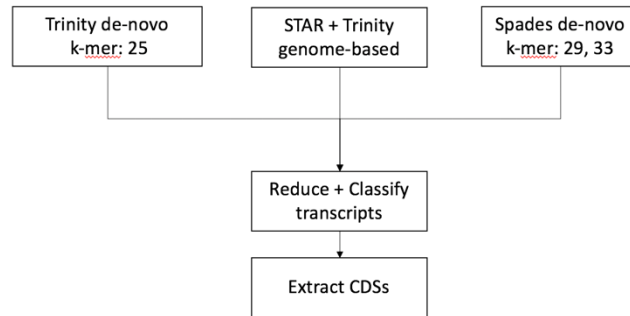 Trinity de-novo
k-mer: 25
STAR + Trinity
genome-based
Spades de-novo
k-mer: 29, 33
Reduce + Classify
transcripts
Extract CDSs